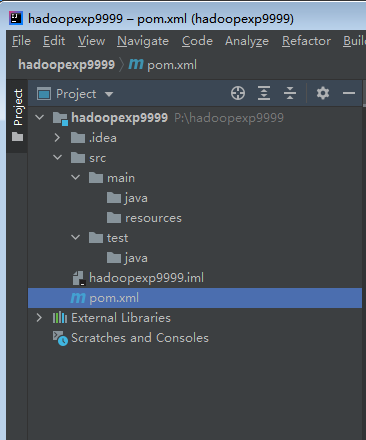 hadoopexp9999 – pom.xml (hadoopexp9999)
File Edit View Navigate Code Analyze Refactor Buil
hadoopexp9999 pom.xml
Project
Project
hadoopexp9999 P:\hadoopexp9999
.idea
src
main
java
resources
test
java
hadoopexp9999.iml
m pom.xml
External Libraries
Scratches and Consoles